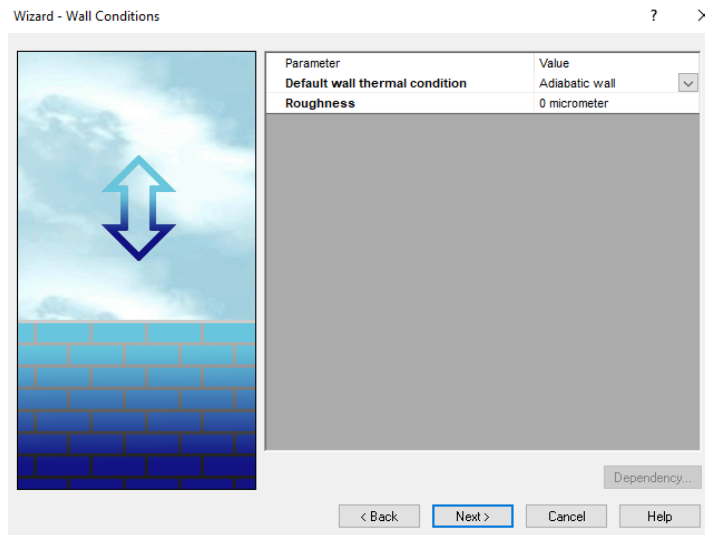 Wizard - Wall Conditions ? X
Parameter Value
Default wall thermal condition Adiabatic wall
Roughness 0 micrometer
Dependency...
< Back Next > Cancel Help